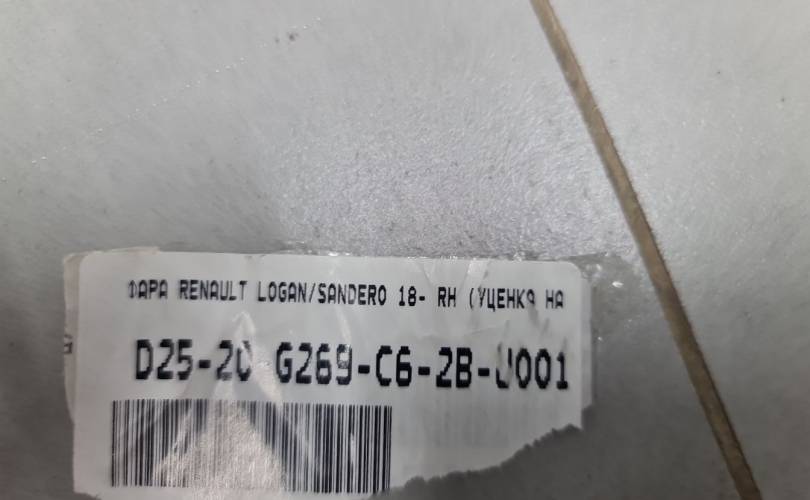 ФАРА RENAULT LOGAN/SANDERO 18- RH (УЦЕНКА НА
D25-20 G269-C6-2B-U001